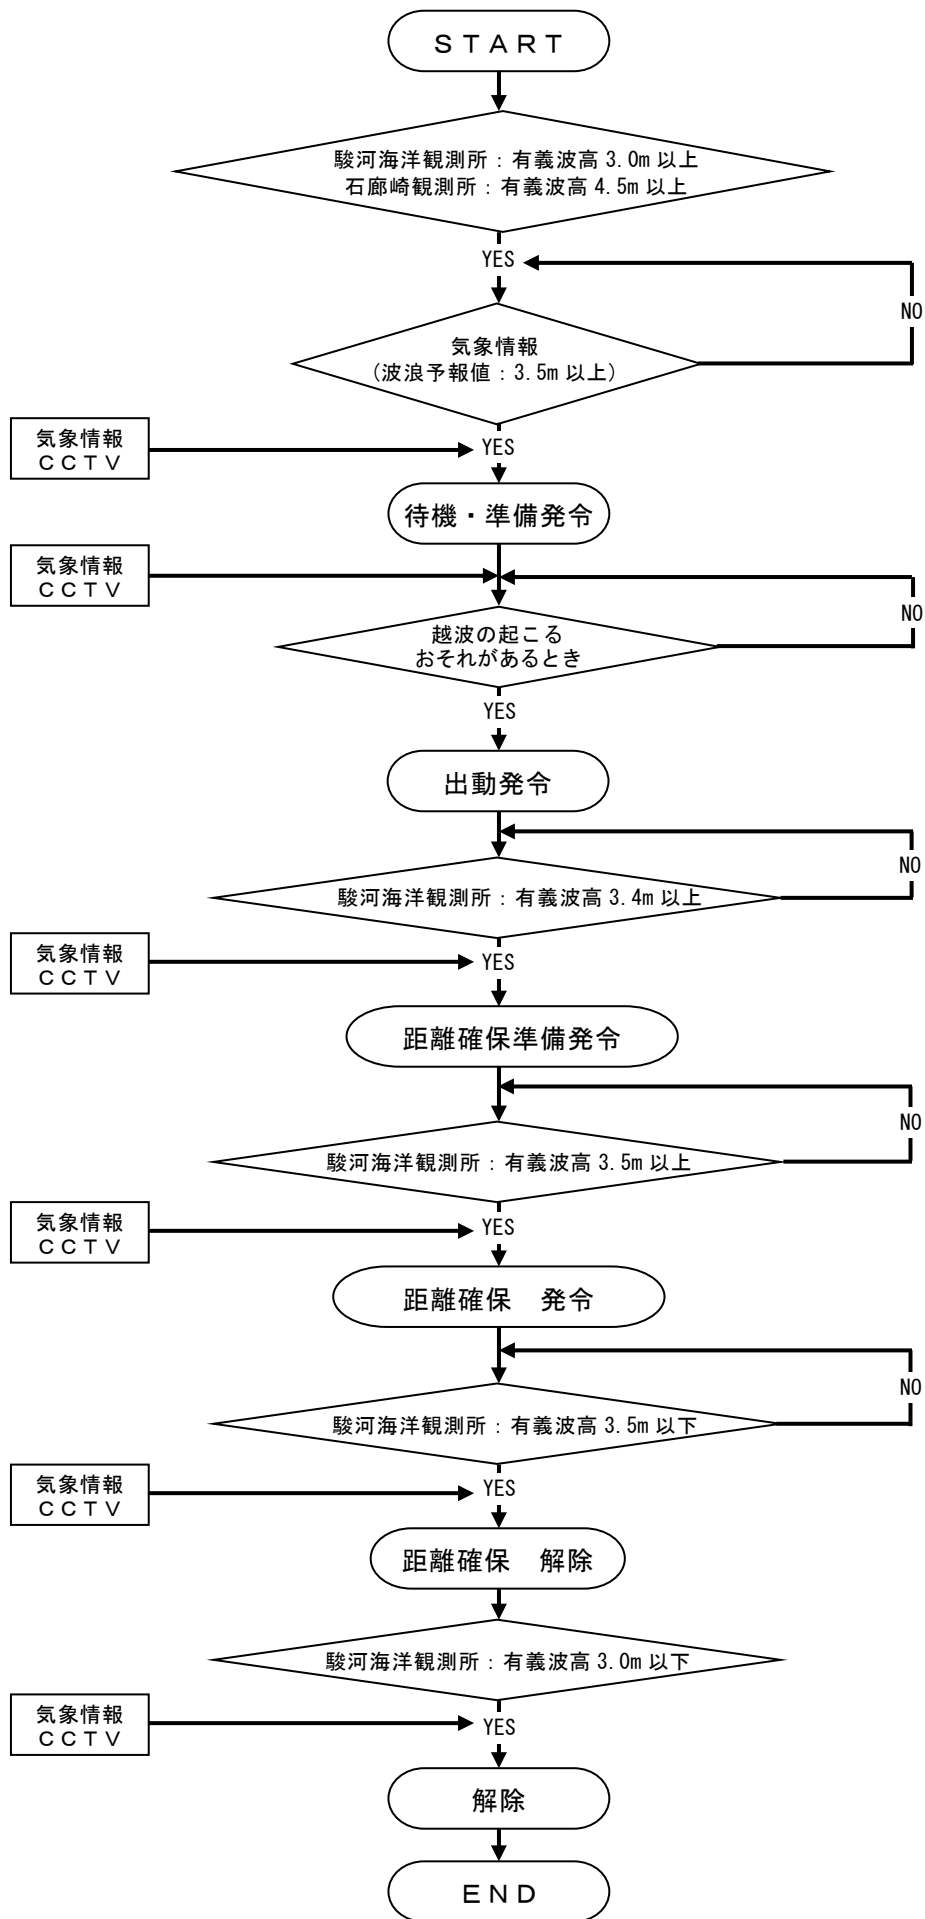 ＳＴＡＲＴ
駿河海洋観測所：有義波高 3.0m 以上
石廊崎観測所：有義波高 4.5m 以上
YES
NO
気象情報
(波浪予報値：3.5m 以上)
気象情報
ＣＣＴＶ
YES
待機・準備発令
気象情報
ＣＣＴＶ
NO
越波の起こる
おそれがあるとき
YES
出動発令
NO
駿河海洋観測所：有義波高 3.4m 以上
気象情報
ＣＣＴＶ
YES
距離確保準備発令
NO
駿河海洋観測所：有義波高 3.5m 以上
気象情報
ＣＣＴＶ
YES
距離確保　発令
NO
駿河海洋観測所：有義波高 3.5m 以下
気象情報
ＣＣＴＶ
YES
距離確保　解除
駿河海洋観測所：有義波高 3.0m 以下
気象情報
ＣＣＴＶ
YES
解除
ＥＮＤ